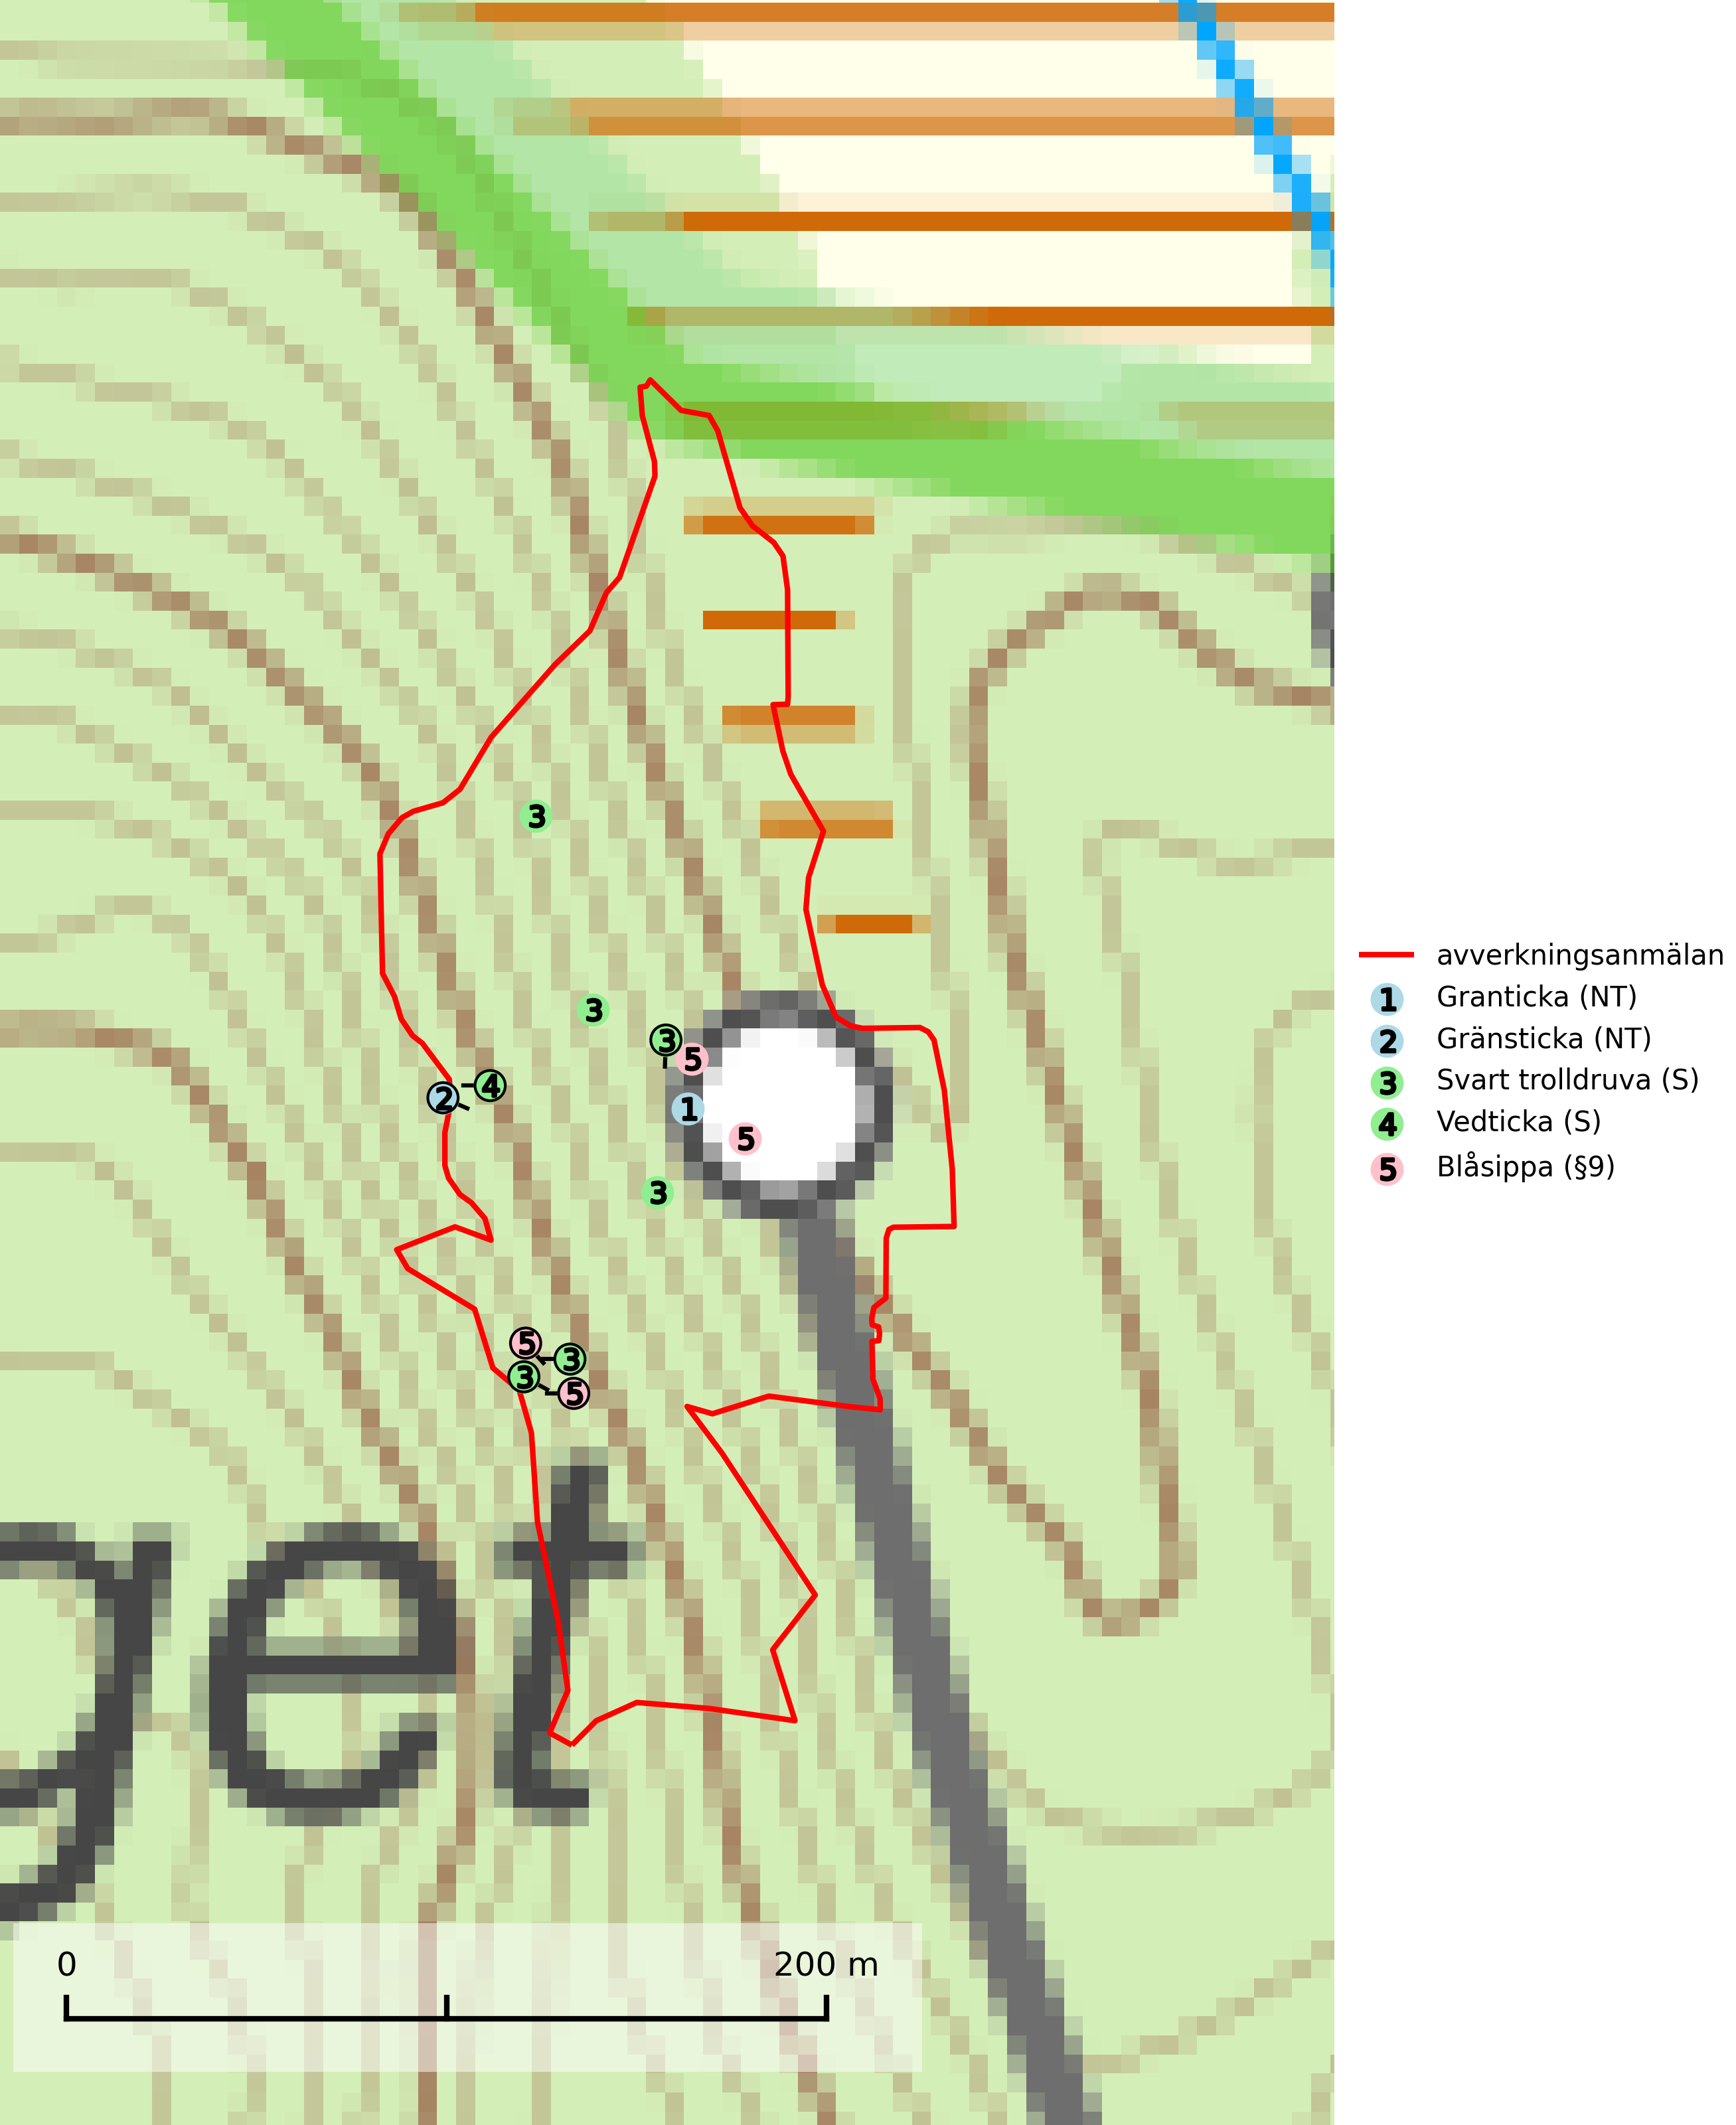 3
3
3
5
4
2
1
5
3
5
3
3
5
et
0 200 m
avverkningsanmälan
1 Granticka (NT)
2 Gränsticka (NT)
3 Svart trolldruva (S)
4 Vedticka (S)
5 Blåsippa (§9)